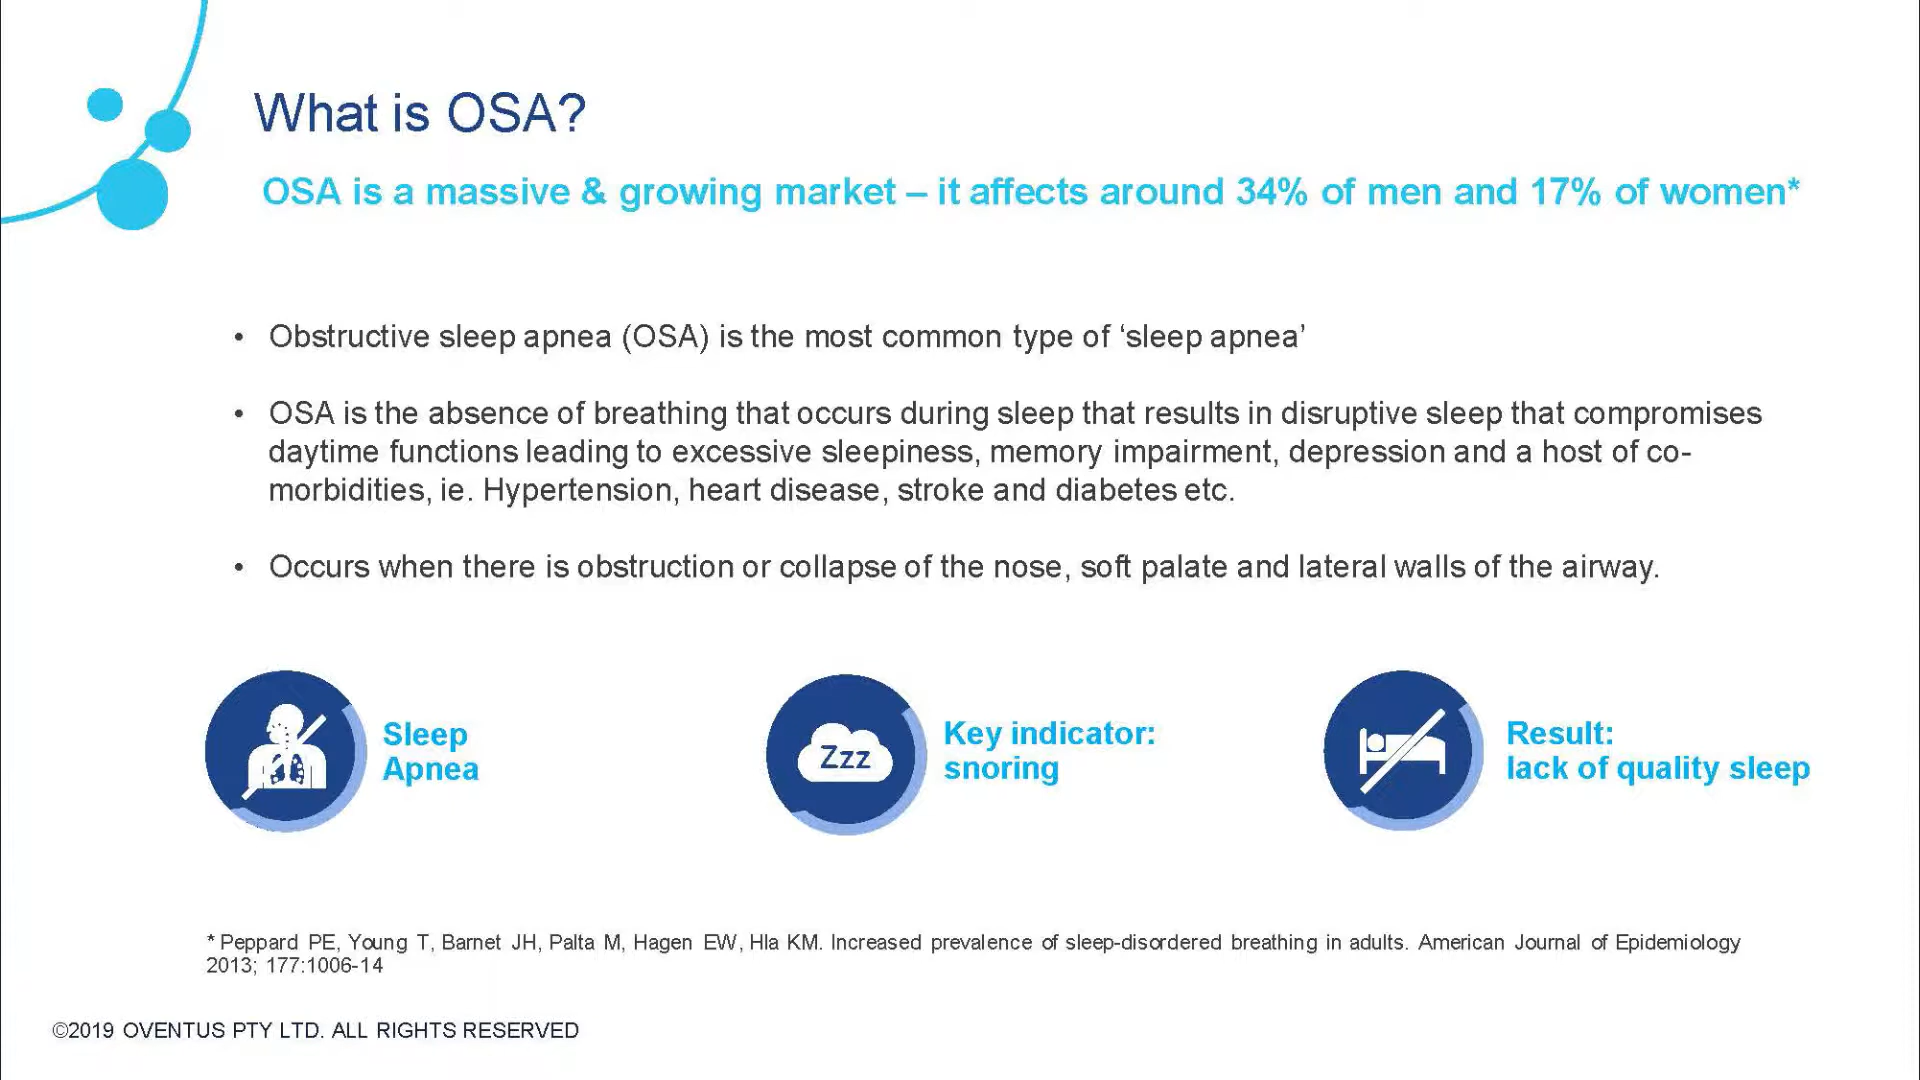 What is OSA?
OSA is a massive & growing market – it affects around 34% of men and 17% of women*
• Obstructive sleep apnea (OSA) is the most common type of ‘sleep apnea’
• OSA is the absence of breathing that occurs during sleep that results in disruptive sleep that compromises
daytime functions leading to excessive sleepiness, memory impairment, depression and a host of co-
morbidities, ie. Hypertension, heart disease, stroke and diabetes etc.
• Occurs when there is obstruction or collapse of the nose, soft palate and lateral walls of the airway.
Sleep
Apnea
Zzz
Key indicator:
snoring
Result:
lack of quality sleep
* Peppard PE, Young T, Barnet JH, Palta M, Hagen EW, Hla KM. Increased prevalence of sleep-disordered breathing in adults. American Journal of Epidemiology
2013; 177:1006-14
©2019 OVENTUS PTY LTD. ALL RIGHTS RESERVED